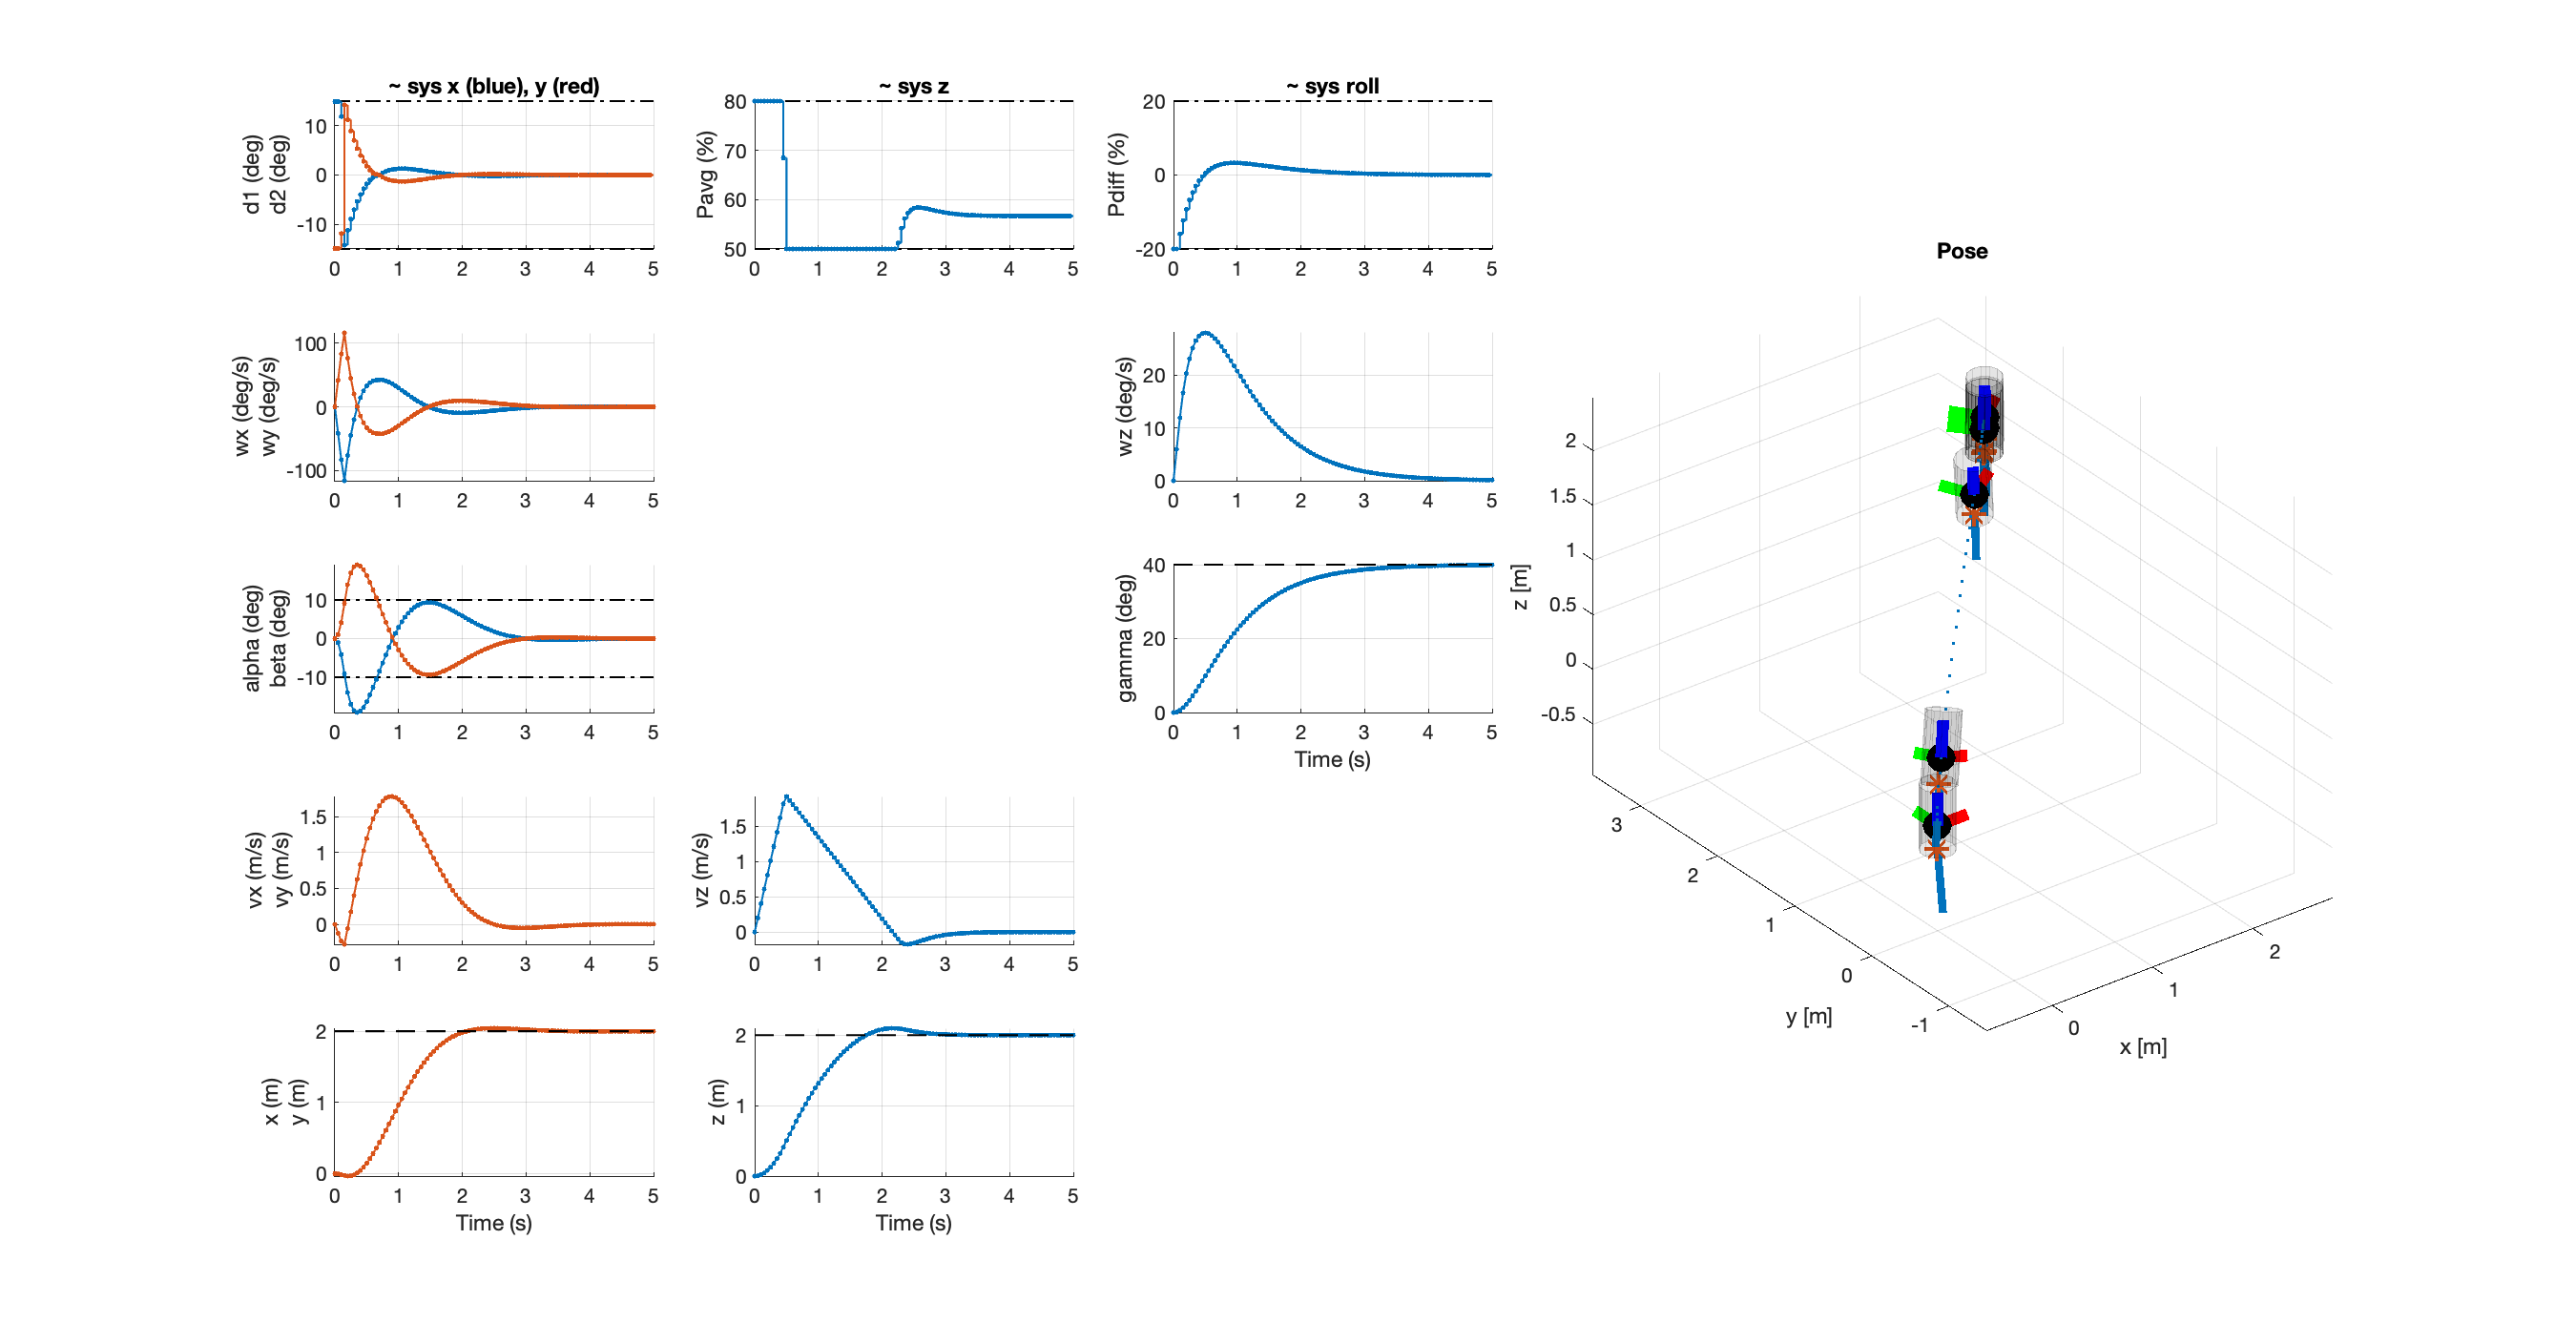 ~ sys x (blue), y (red)
~ sys z
~ sys roll
d1 (deg)
d2 (deg)
10
0
-10
0 1 2 3 4 5
Pavg (%)
80
70
60
50
0 1 2 3 4 5
Pdiff (%)
20
0
-20
0 1 2 3 4 5
wx (deg/s)
wy (deg/s)
100
0
-100
0 1 2 3 4 5
wz (deg/s)
20
10
0
0 1 2 3 4 5
alpha (deg)
beta (deg)
10
0
-10
0 1 2 3 4 5
gamma (deg)
40
20
0
0 1 2 3 4 5
Time (s)
vx (m/s)
vy (m/s)
1.5
1
0.5
0
0 1 2 3 4 5
vz (m/s)
1.5
1
0.5
0
0 1 2 3 4 5
x (m)
y (m)
2
1
0
0 1 2 3 4 5
Time (s)
z (m)
2
1
0
0 1 2 3 4 5
Time (s)
Pose
z [m]
2
1.5
1
0.5
0
-0.5
3
2
1
0
-1
y [m]
0
1
2
x [m]